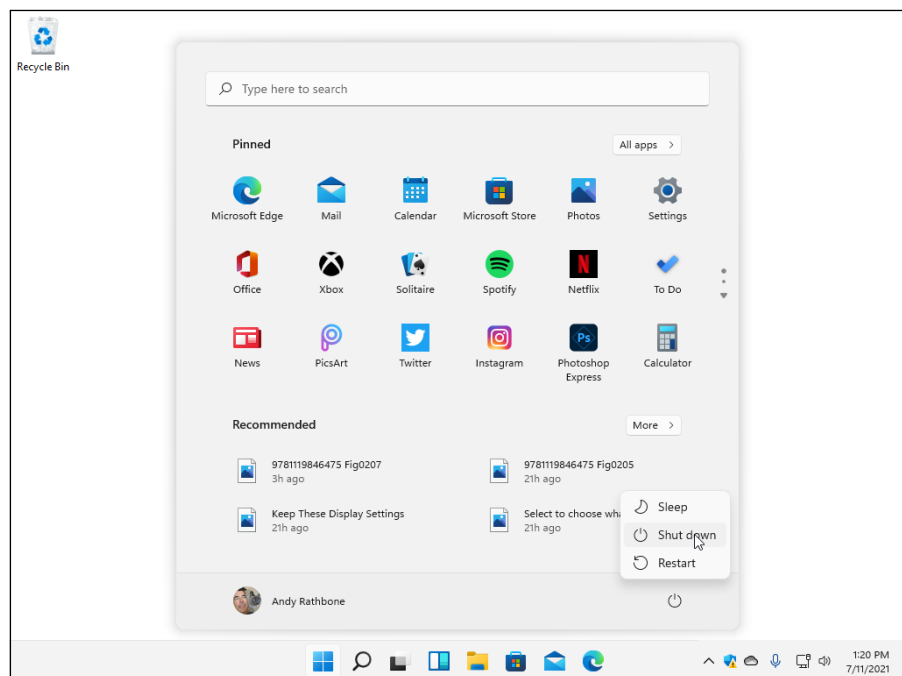 Recycle Bin
Type here to search
Pinned
All apps
Microsoft Edge
Mail
Calendar
Microsoft Store
Photos
Settings
Office
Xbox
Solitaire
Spotify
Netflix
To Do
News
PicsArt
Twitter
Instagram
Ps
Photoshop
Express
Calculator
Recommended
More
9781119846475 Fig0207
3h ago
9781119846475 Fig0205
21h ago
Keep These Display Settings
21h ago
Select to choose
21h ago
Sleep
Shut down
Restart
Andy Rathbone
1:20 PM
7/11/2021